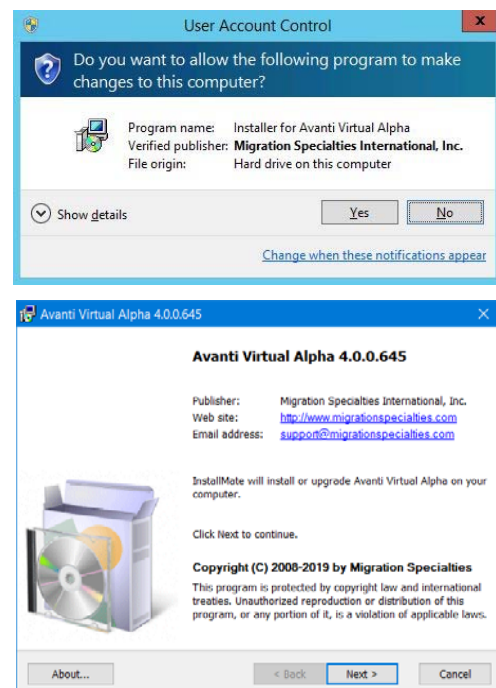 User Account Control
x
Do you want to allow the following program to make
changes to this computer?
Program name: Installer for Avanti Virtual Alpha
Verified publisher: Migration Specialties International, Inc.
File origin: Hard drive on this computer
Show details
Yes
No
Change when these notifications appear
Avanti Virtual Alpha 4.0.0.645
Avanti Virtual Alpha 4.0.0.645
Publisher: Migration Specialties International, Inc.
Web site: http://www.migrationspecialties.com
Email address: support@migrationspecialties.com
InstallMate will install or upgrade Avanti Virtual Alpha on your
computer.
Click Next to continue.
Copyright (C) 2008-2019 by Migration Specialties
This program is protected by copyright law and international
treaties. Unauthorized reproduction or distribution of this
program, or any portion of it, is a violation of applicable laws.
About...
< Back
Next >
Cancel